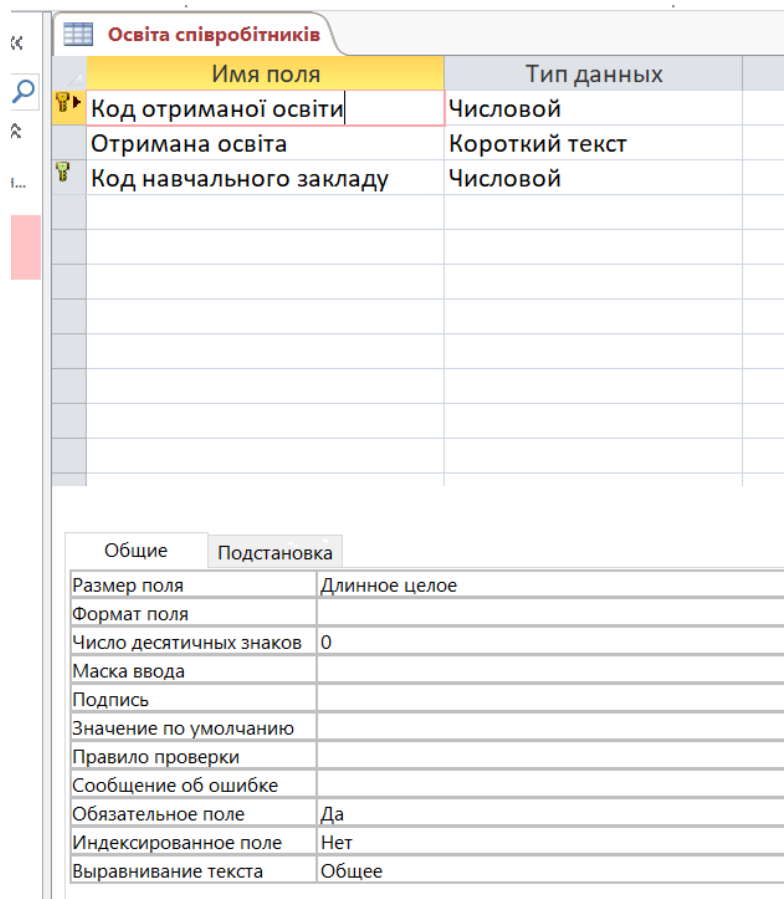 Освіта співробітників
Имя поля Тип данных
Код отриманої освіти Числовой
Отримана освіта Короткий текст
Код навчального закладу Числовой
Общие Подстановка
Размер поля Длинное целое
Формат поля
Число десятичных знаков 0
Маска ввода
Подпись
Значение по умолчанию
Правило проверки
Сообщение об ошибке
Обязательное поле Да
Индексированное поле Нет
Выравнивание текста Общее